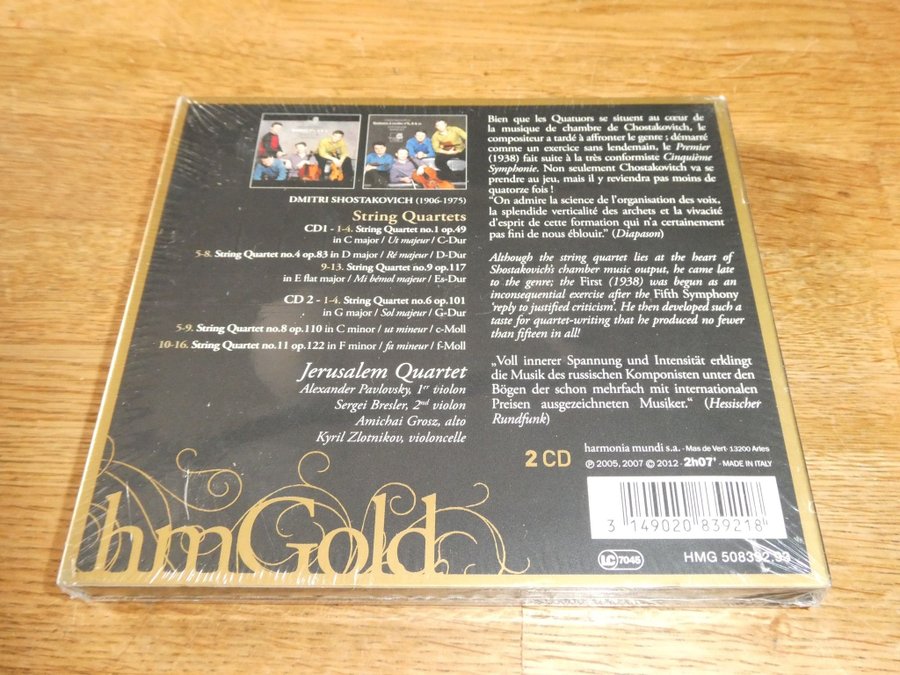 DMITRI SHOSTAKOVICH (1906-1975)
String Quartets
CD1 - 1-4. String Quartet no.1 op.49
in C major / Ut majeur / C-Dur
5-8. String Quartet no.4 op.83 in D major / Ré majeur / D-Dur
9-13. String Quartet no.9 op.117
in E flat major / Mi bémol majeur / Es-Dur
CD 2 - 1-4. String Quartet no.6 op.101
in G major / Sol majeur / G-Dur
5-9. String Quartet no.8 op.110 in C minor / ut mineur / c-Moll
10-16. String Quartet no.11 op.122 in F minor / fa mineur / f-Moll
Jerusalem Quartet
Alexander Pavlovsky, 1er violon
Sergei Bresler, 2nd violon
Amichai Grosz, alto
Kyril Zlotnikov, violoncelle
hmGold
Bien que les Quatuors se situent au cœur de
la musique de chambre de Chostakovitch, le
compositeur a tardé à affronter le genre ; démarré
comme un exercice sans lendemain, le Premier
(1938) fait suite à la très conformiste Cinquième
Symphonie. Non seulement Chostakovitch va se
prendre au jeu, mais il y reviendra pas moins de
quatorze fois !
“On admire la science de l'organisation des voix,
la splendide verticalité des archets et la vivacité
d'esprit de cette formation qui n'a certainement
pas fini de nous éblouir.” (Diapason)
Although the string quartet lies at the heart of
Shostakovich's chamber music output, he came late
to the genre; the First (1938) was begun as an
inconsequential exercise after the Fifth Symphony
'reply to justified criticism'. He then developed such a
taste for quartet-writing that he produced no fewer
than fifteen in all!
„Voll innerer Spannung und Intensität erklingt
die Musik des russischen Komponisten unter den
Bögen der schon mehrfach mit internationalen
Preisen ausgezeichneten Musiker.“ (Hessischer
Rundfunk)
2 CD
harmonia mundi s.a. - Mas de Vert - 13200 Arles
℗ 2005, 2007 © 2012 - 2h07' - MADE IN ITALY
3 149020 839218
LC 7045
HMG 508392.93